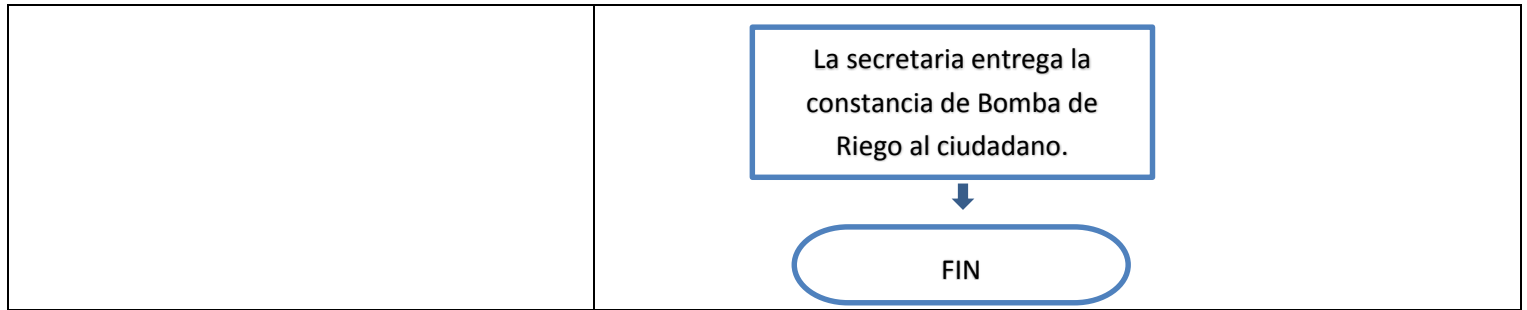 La secretaria entrega la
constancia de Bomba de
Riego al ciudadano.
FIN